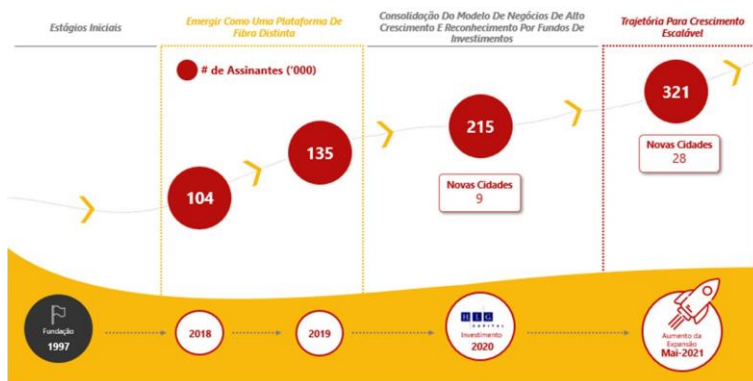 Estágios Iniciais
Emergir Como Uma Plataforma De
Fibra Distinta
Consolidação Do Modelo De Negócios De Alto
Crescimento E Reconhecimento Por Fundos De
Investimentos
Trajetória Para Crescimento
Escalável
# de Assinantes ('000)
104
135
215
321
Novas Cidades
9
Novas Cidades
28
Fundação
1997
2018
2019
H.I.G
CAPITAL
Investimento
2020
Aumento da
Expansão
Mai-2021